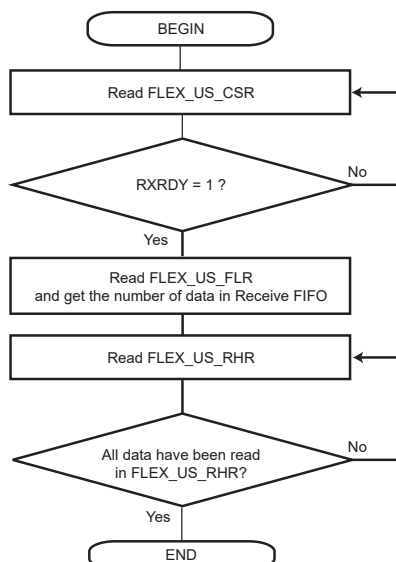 BEGIN
Read FLEX_US_CSR
RXRDY = 1 ?
No
Yes
Read FLEX_US_FLR
and get the number of data in Receive FIFO
Read FLEX_US_RHR
All data have been read
in FLEX_US_RHR?
No
Yes
END